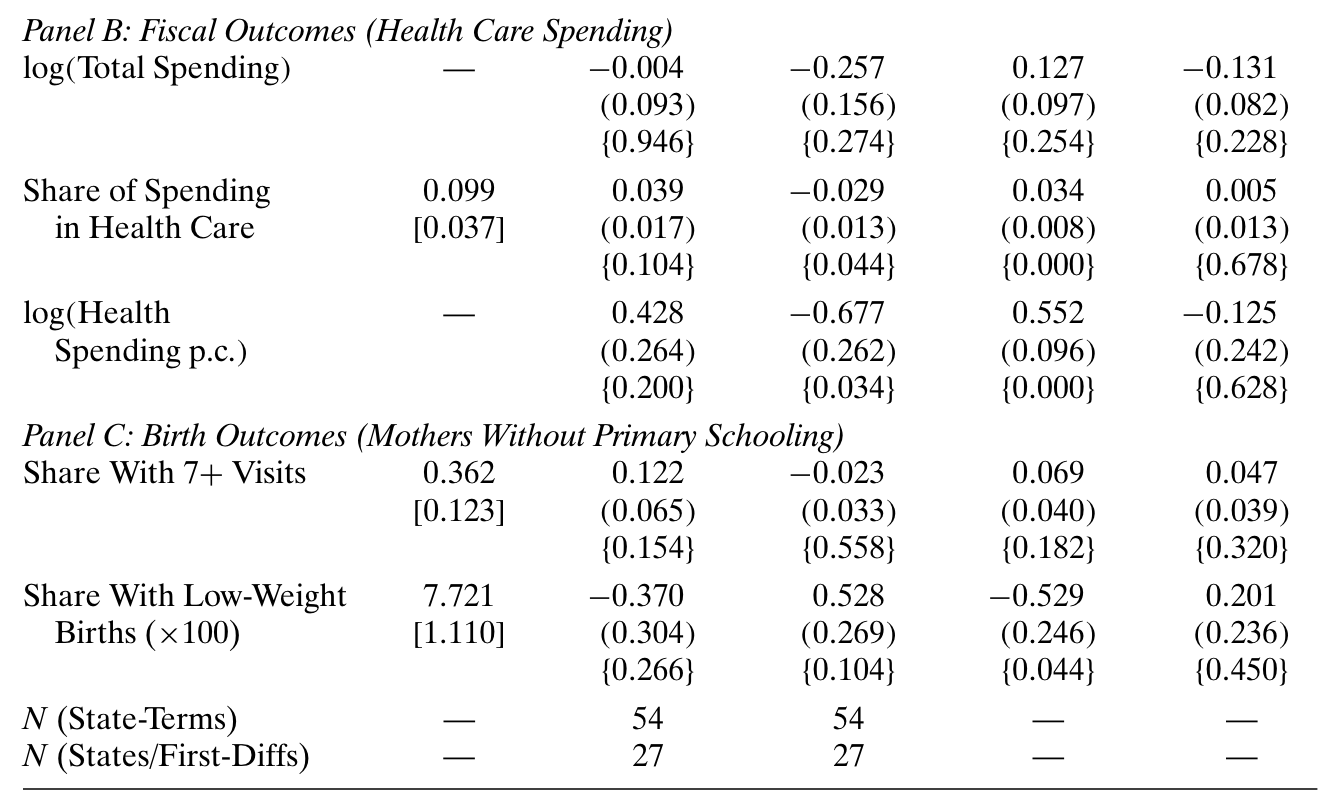 Panel B: Fiscal Outcomes (Health Care Spending)
log(Total Spending) — −0.004 −0.257 0.127 −0.131
(0.093) (0.156) (0.097) (0.082)
{0.946} {0.274} {0.254} {0.228}
Share of Spending 0.099 0.039 −0.029 0.034 0.005
in Health Care [0.037] (0.017) (0.013) (0.008) (0.013)
{0.104} {0.044} {0.000} {0.678}
log(Health — 0.428 −0.677 0.552 −0.125
Spending p.c.) (0.264) (0.262) (0.096) (0.242)
{0.200} {0.034} {0.000} {0.628}
Panel C: Birth Outcomes (Mothers Without Primary Schooling)
Share With 7+ Visits 0.362 0.122 −0.023 0.069 0.047
[0.123] (0.065) (0.033) (0.040) (0.039)
{0.154} {0.558} {0.182} {0.320}
Share With Low-Weight 7.721 −0.370 0.528 −0.529 0.201
Births (×100) [1.110] (0.304) (0.269) (0.246) (0.236)
{0.266} {0.104} {0.044} {0.450}
N (State-Terms) — 54 54 — —
N (States/First-Diffs) — 27 27 — —